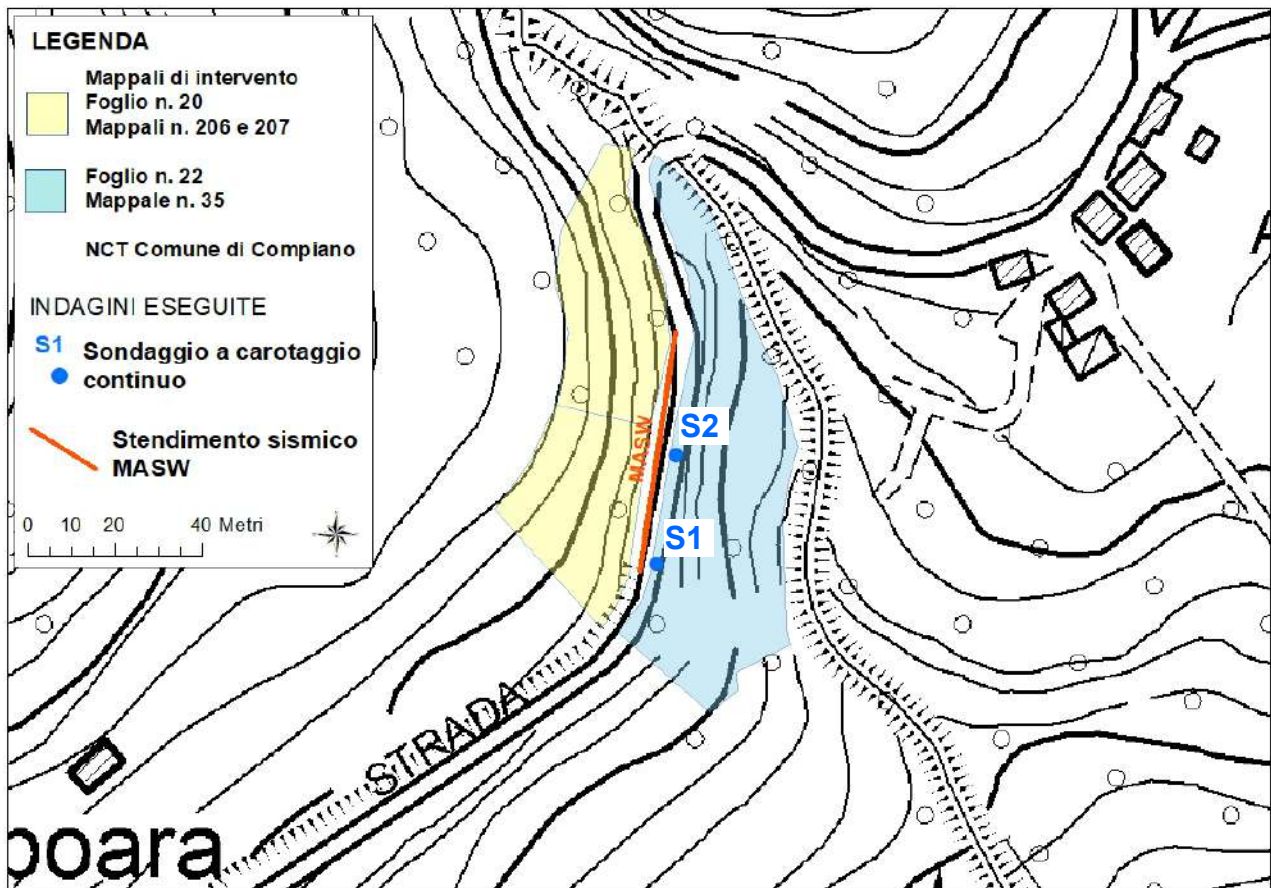 LEGENDA
Mappali di intervento
Foglio n. 20
Mappali n. 206 e 207
Foglio n. 22
Mappale n. 35
NCT Comune di Compiano
INDAGINI ESEGUITE
S1
Sondaggio a carotaggio
continuo
Stendimento sismico
MASW
0 10 20 40 Metri
MASW
S2
S1
STRADA
boara
A